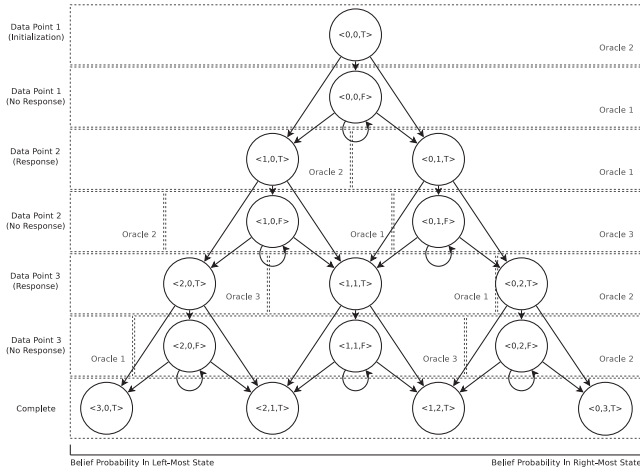 Data Point 1
(Initialization)
<0,0,T>
Oracle 2
Data Point 1
(No Response)
<0,0,F>
Oracle 1
Data Point 2
(Response)
<1,0,T>
Oracle 2
<0,1,T>
Oracle 1
Data Point 2
(No Response)
Oracle 2
<1,0,F>
Oracle 1
<0,1,F>
Oracle 3
Data Point 3
(Response)
<2,0,T>
Oracle 3
<1,1,T>
Oracle 1
<0,2,T>
Oracle 2
Data Point 3
(No Response)
Oracle 1
<2,0,F>
<1,1,F>
Oracle 3
<0,2,F>
Oracle 2
Complete
<3,0,T>
<2,1,T>
<1,2,T>
<0,3,T>
Belief Probability In Left-Most State
Belief Probability In Right-Most State